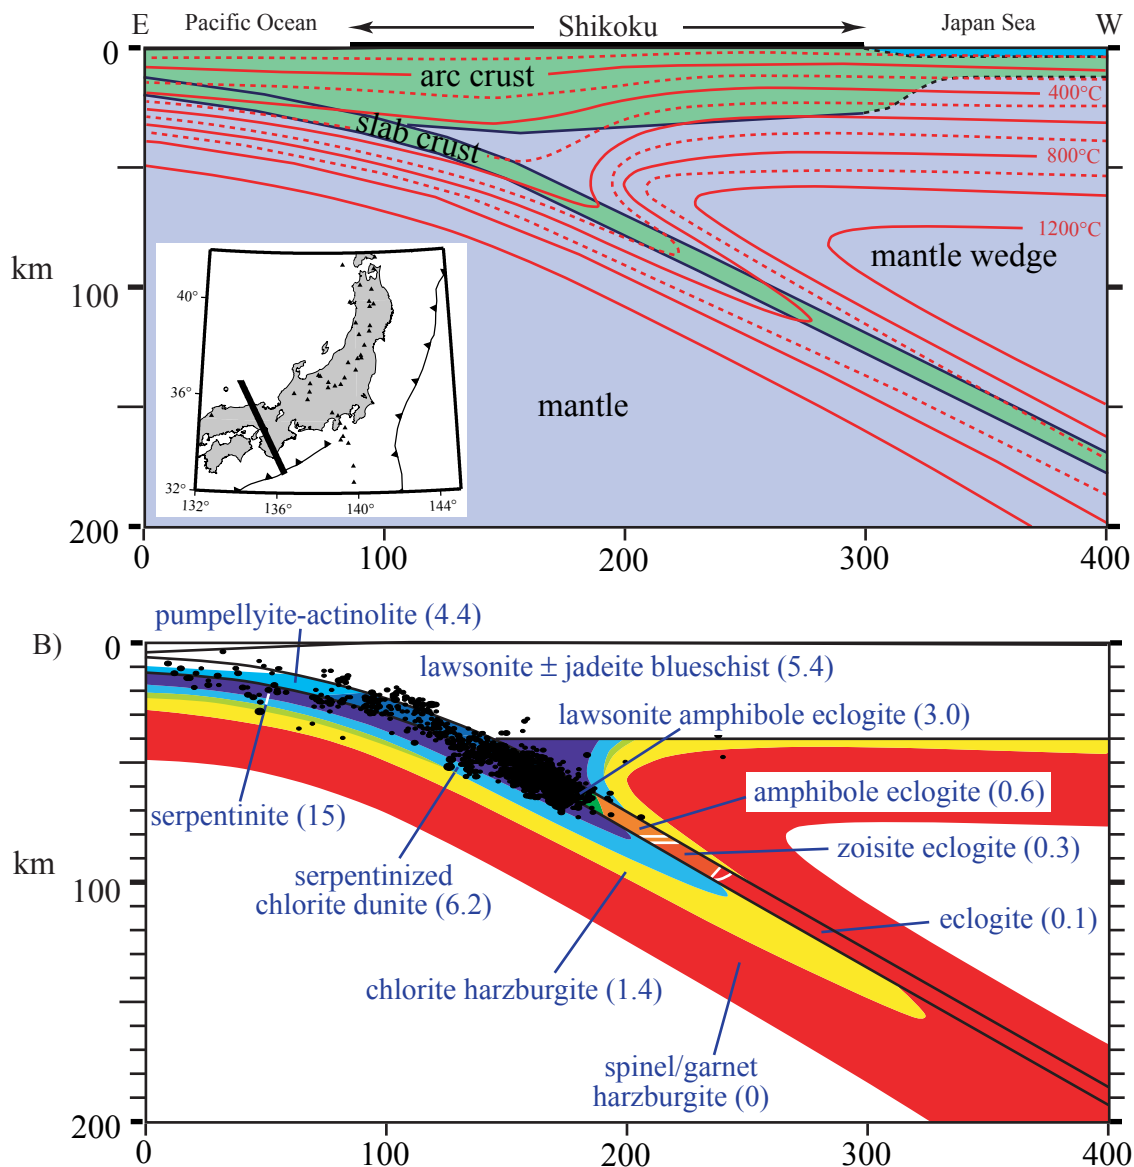 E Pacific Ocean Shikoku Japan Sea W
0
arc crust
400°C
slab crust
800°C
1200°C
mantle wedge
km
100
40°
36°
mantle
32°
132° 136° 140° 144°
200
0 100 200 300 400
pumpellyite-actinolite (4.4)
B) 0
lawsonite ± jadeite blueschist (5.4)
lawsonite amphibole eclogite (3.0)
amphibole eclogite (0.6)
serpentinite (15)
zoisite eclogite (0.3)
km
serpentinized
chlorite dunite (6.2)
100
eclogite (0.1)
chlorite harzburgite (1.4)
spinel/garnet
harzburgite (0)
200
0 100 200 300 400